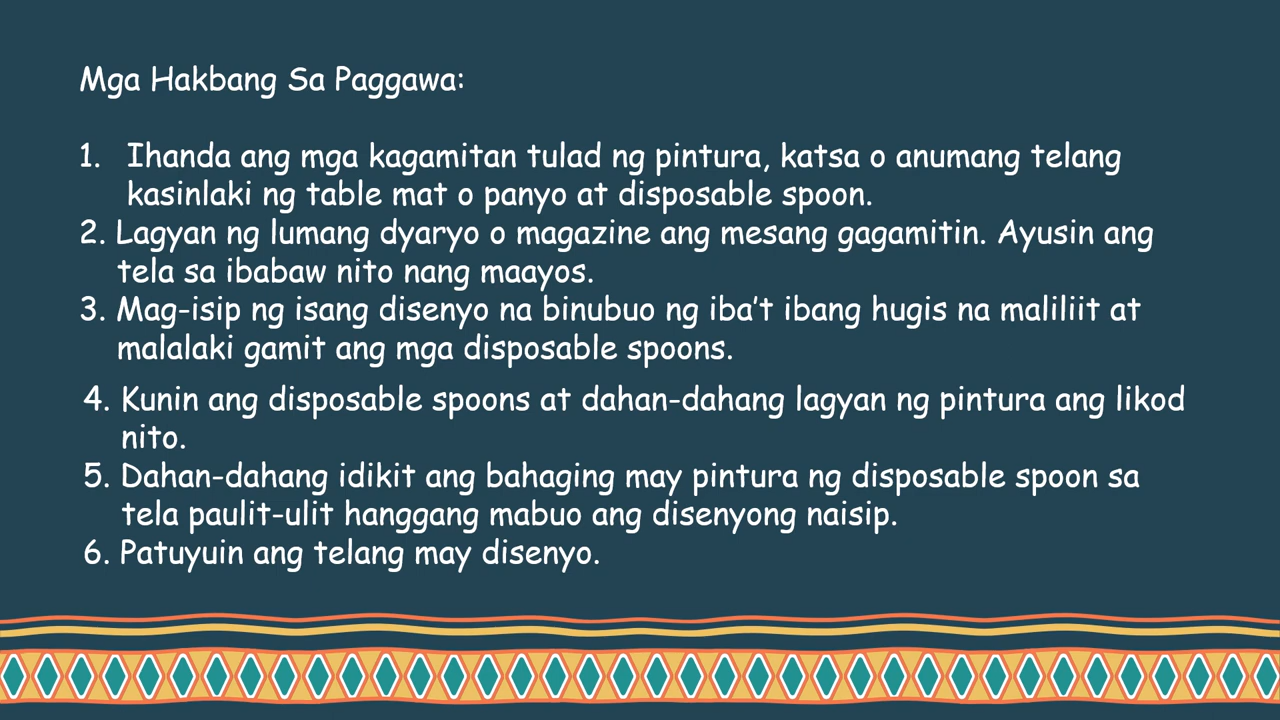 Mga Hakbang Sa Paggawa:
1. Ihanda ang mga kagamitan tulad ng pintura, katsa o anumang telang
kasinlaki ng table mat o panyo at disposable spoon.
2. Lagyan ng lumang dyaryo o magazine ang mesang gagamitin. Ayusin ang
tela sa ibabaw nito nang maayos.
3. Mag-isip ng isang disenyo na binubuo ng iba't ibang hugis na maliliit at
malalaki gamit ang mga disposable spoons.
4. Kunin ang disposable spoons at dahan-dahang lagyan ng pintura ang likod
nito.
5. Dahan-dahang idikit ang bahaging may pintura ng disposable spoon sa
tela paulit-ulit hanggang mabuo ang disenyong naisip.
6. Patuyuin ang telang may disenyo.